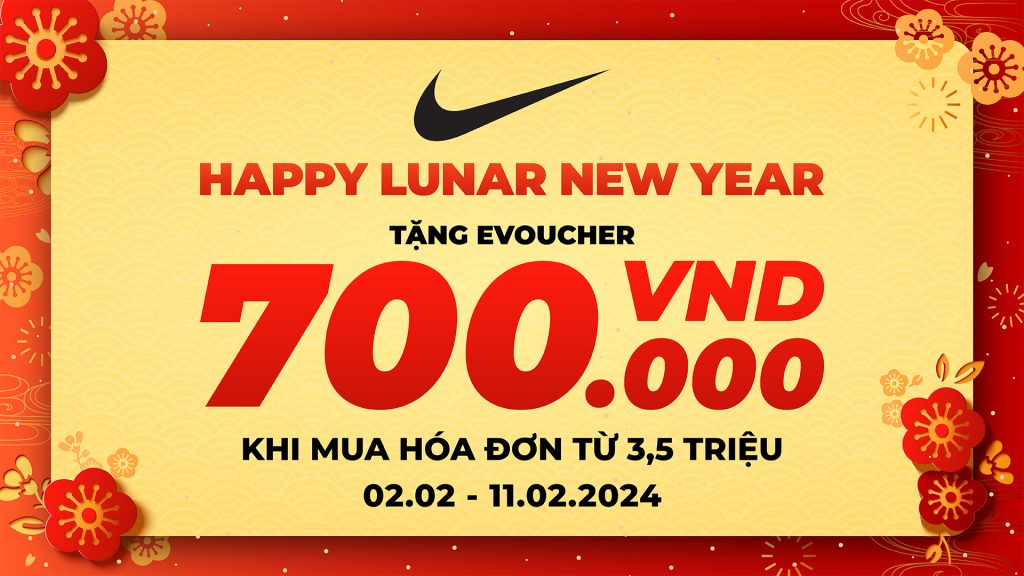 HAPPY LUNAR NEW YEAR
TẶNG EVOUCHER
700.000 VND
KHI MUA HÓA ĐƠN TỪ 3,5 TRIỆU
02.02 - 11.02.2024